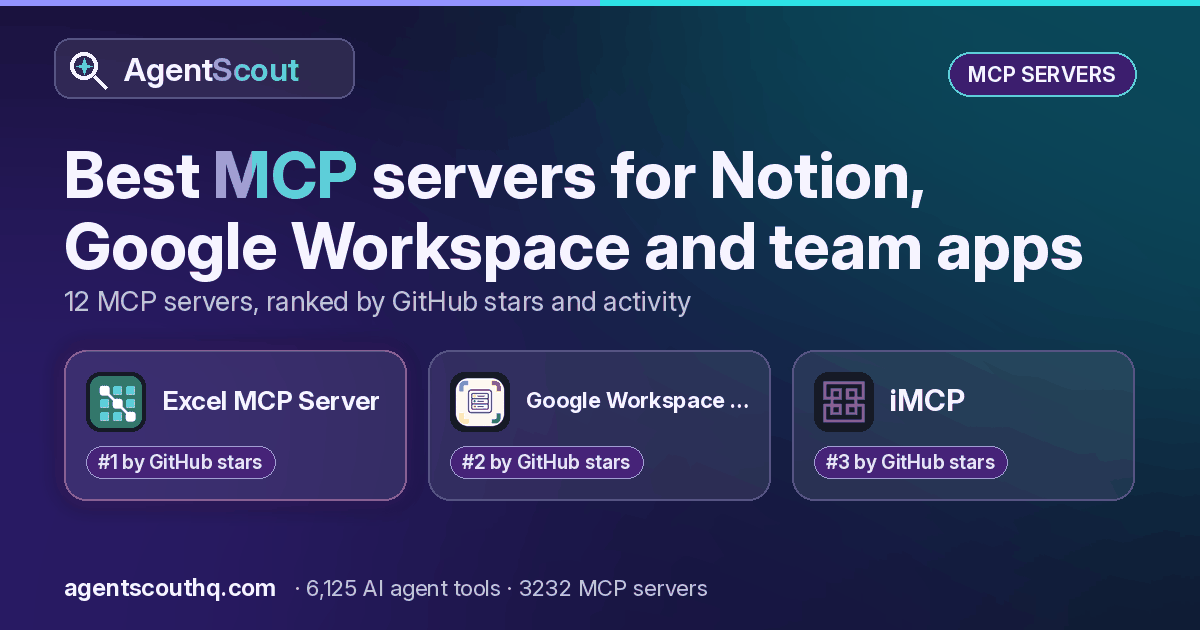 AgentScout
MCP SERVERS
Best MCP servers for Notion,
Google Workspace and team apps
12 MCP servers, ranked by GitHub stars and activity
Excel MCP Server
#1 by GitHub stars
Google Workspace ...
#2 by GitHub stars
iMCP
#3 by GitHub stars
agentscouthq.com · 6,125 AI agent tools · 3232 MCP servers